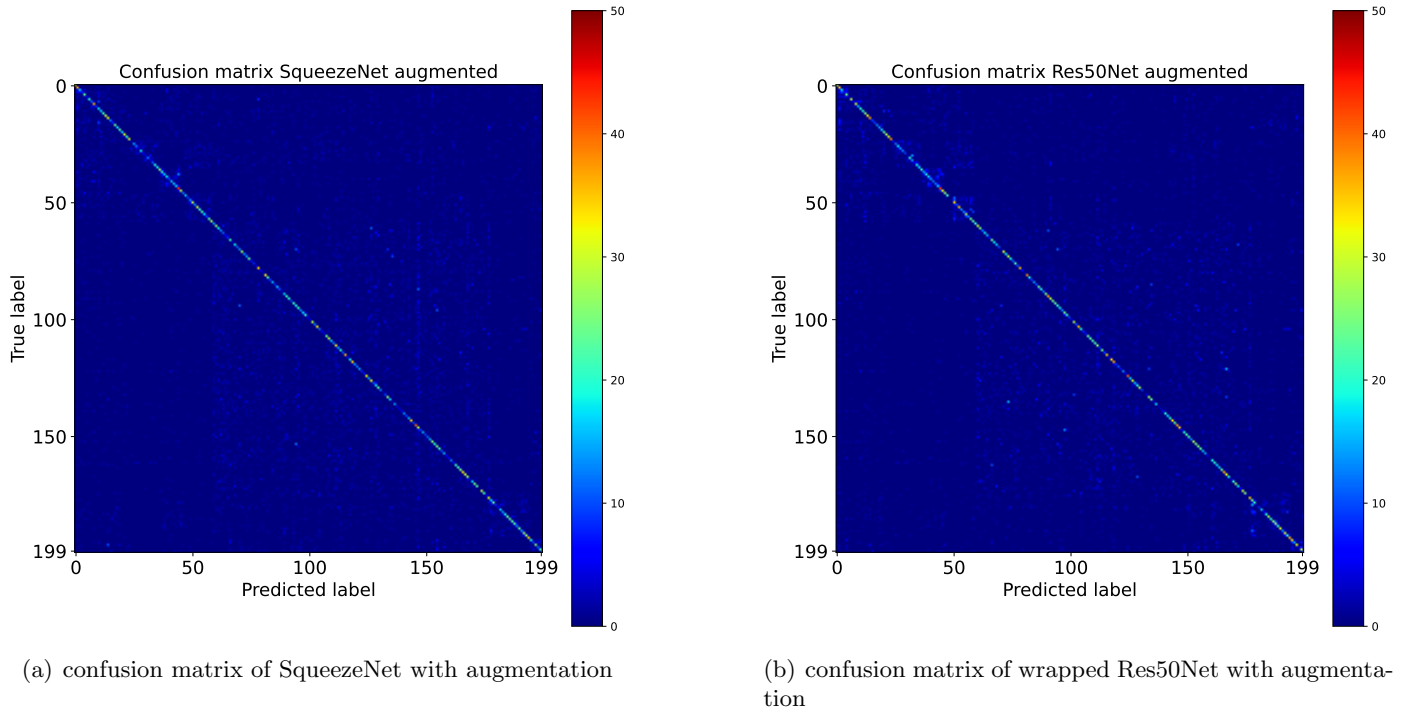 Confusion matrix SqueezeNet augmented
0
50
100
150
199
True label
0 50 100 150 199
Predicted label
50
40
30
20
10
0
(a) confusion matrix of SqueezeNet with augmentation
Confusion matrix Res50Net augmented
0
50
100
150
199
True label
0 50 100 150 199
Predicted label
50
40
30
20
10
0
(b) confusion matrix of wrapped Res50Net with augmenta-
tion